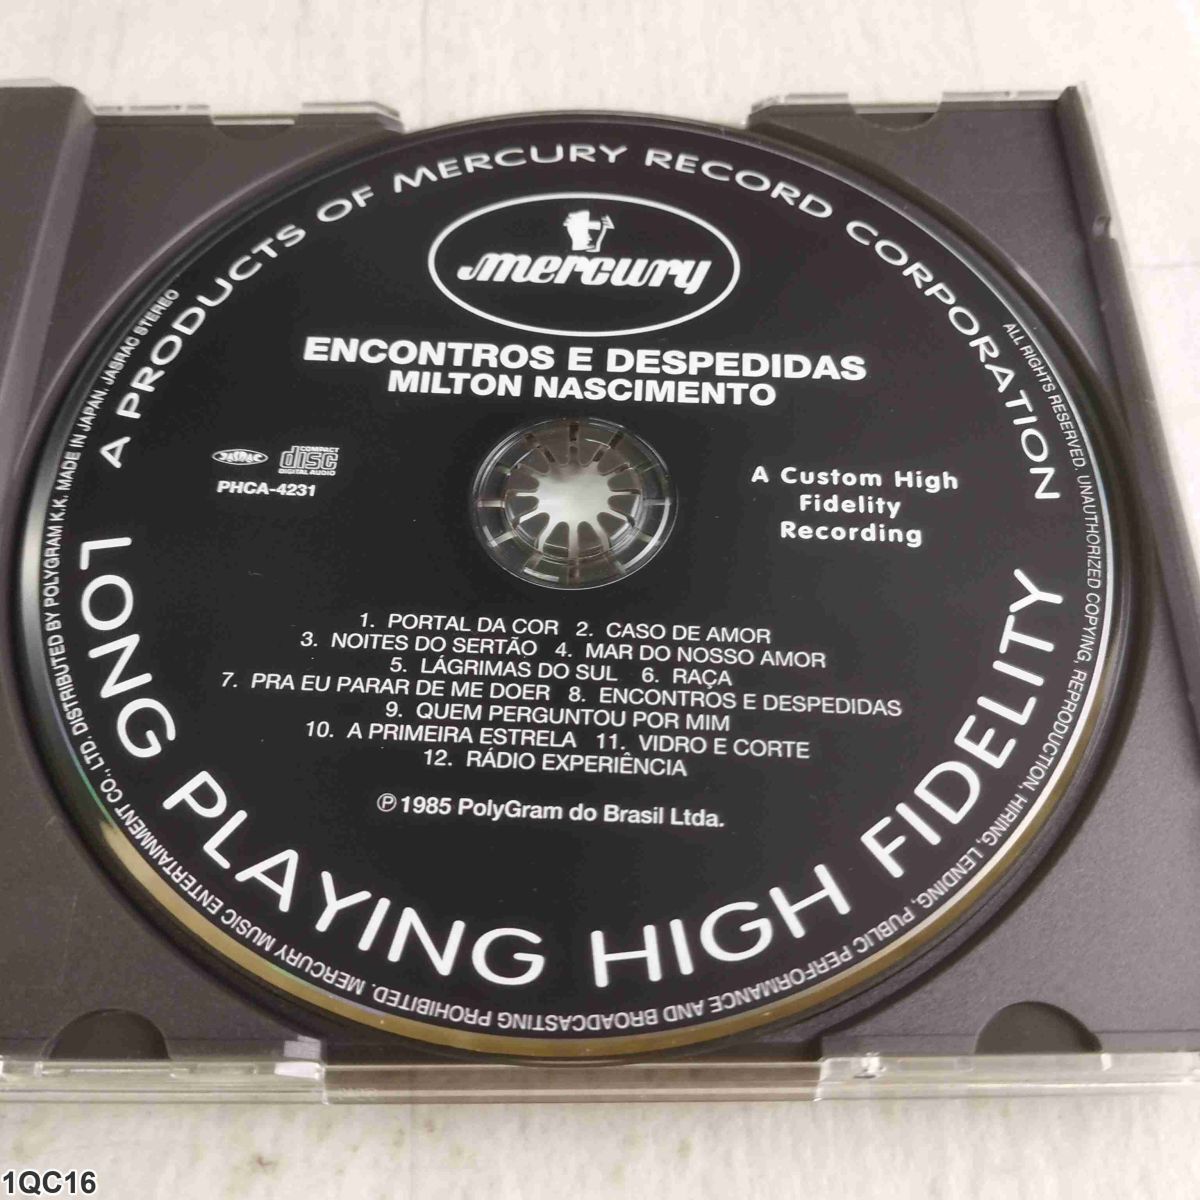 A PRODUCTS OF MERCURY RECORD CORPORATION
mercury
ENCONTROS E DESPEDIDAS
MILTON NASCIMENTO
JASRAC
COMPACT
disc
DIGITAL AUDIO
PHCA-4231
A Custom High
Fidelity
Recording
1. PORTAL DA COR 2. CASO DE AMOR
3. NOITES DO SERTÃO 4. MAR DO NOSSO AMOR
5. LÁGRIMAS DO SUL 6. RAÇA
7. PRA EU PARAR DE ME DOER 8. ENCONTROS E DESPEDIDAS
9. QUEM PERGUNTOU POR MIM
10. A PRIMEIRA ESTRELA 11. VIDRO E CORTE
12. RÁDIO EXPERIÊNCIA
℗ 1985 PolyGram do Brasil Ltda.
LONG PLAYING HIGH FIDELITY
ALL RIGHTS RESERVED. UNAUTHORIZED COPYING, REPRODUCTION, HIRING, LENDING, PUBLIC PERFORMANCE AND BROADCASTING PROHIBITED. MERCURY MUSIC ENTERTAINMENT CO., LTD. DISTRIBUTED BY POLYGRAM K.K. MADE IN JAPAN. JASRAC STEREO
1QC16